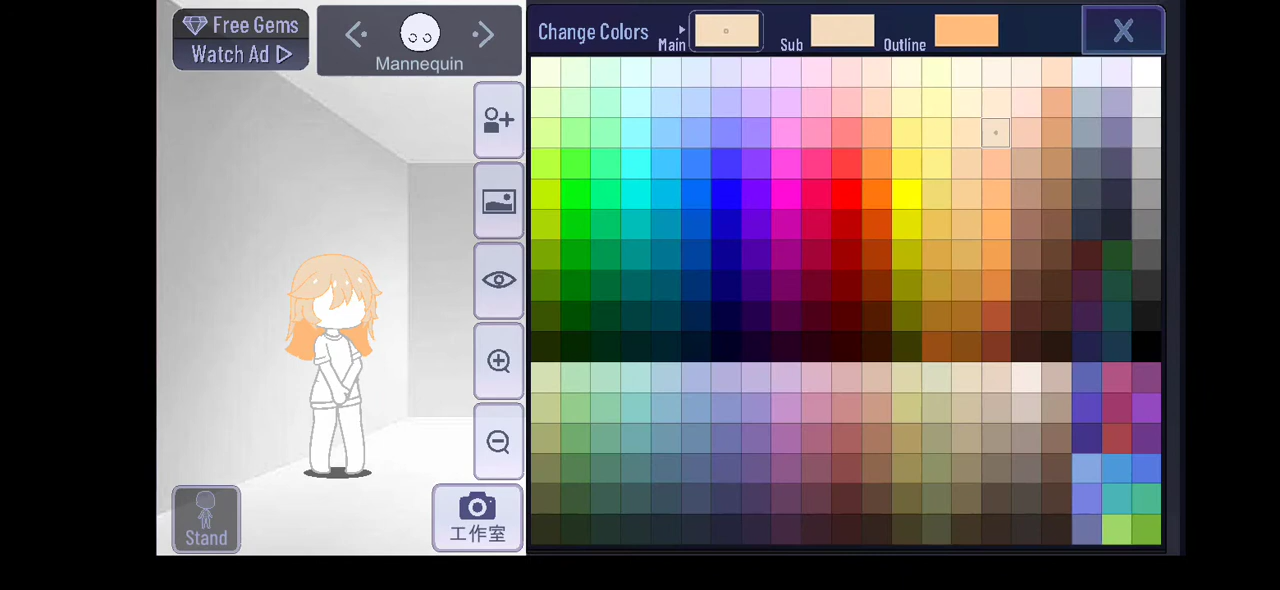 Free Gems
Watch Ad
Mannequin
Change Colors
Main
Sub
Outline
X
Stand
工作室